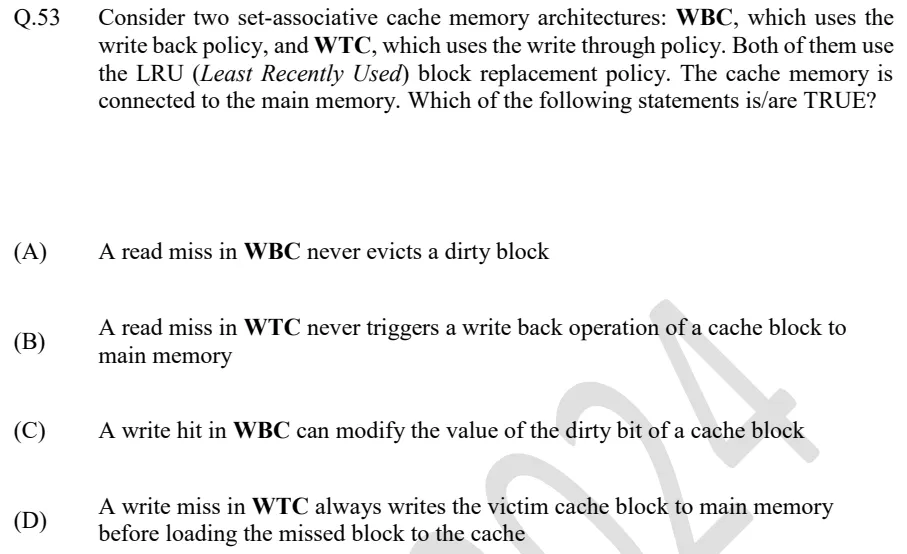 Q.53 Consider two set-associative cache memory architectures: WBC, which uses the
write back policy, and WTC, which uses the write through policy. Both of them use
the LRU (Least Recently Used) block replacement policy. The cache memory is
connected to the main memory. Which of the following statements is/are TRUE?
(A) A read miss in WBC never evicts a dirty block
(B) A read miss in WTC never triggers a write back operation of a cache block to
main memory
(C) A write hit in WBC can modify the value of the dirty bit of a cache block
(D) A write miss in WTC always writes the victim cache block to main memory
before loading the missed block to the cache
2024